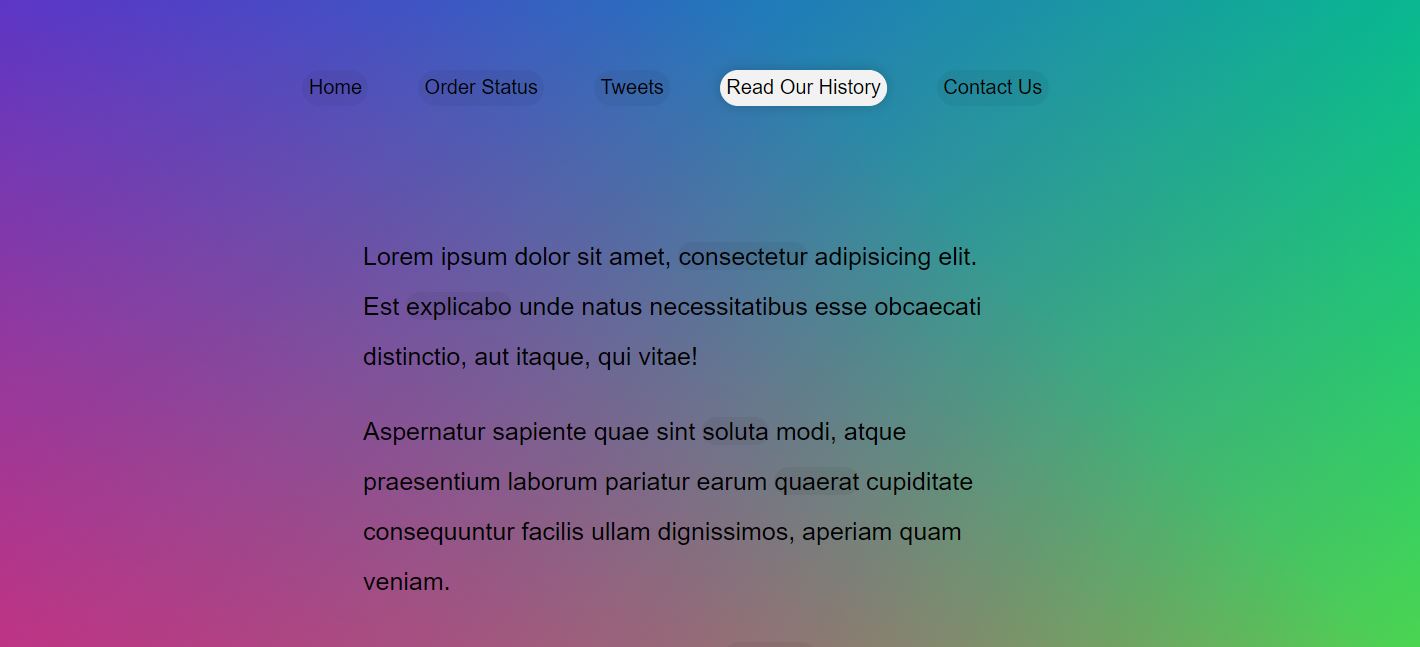 Home Order Status Tweets Read Our History Contact Us
Lorem ipsum dolor sit amet, consectetur adipisicing elit.
Est explicabo unde natus necessitatibus esse obcaecati
distinctio, aut itaque, qui vitae!
Aspernatur sapiente quae sint soluta modi, atque
praesentium laborum pariatur earum quaerat cupiditate
consequuntur facilis ullam dignissimos, aperiam quam
veniam.